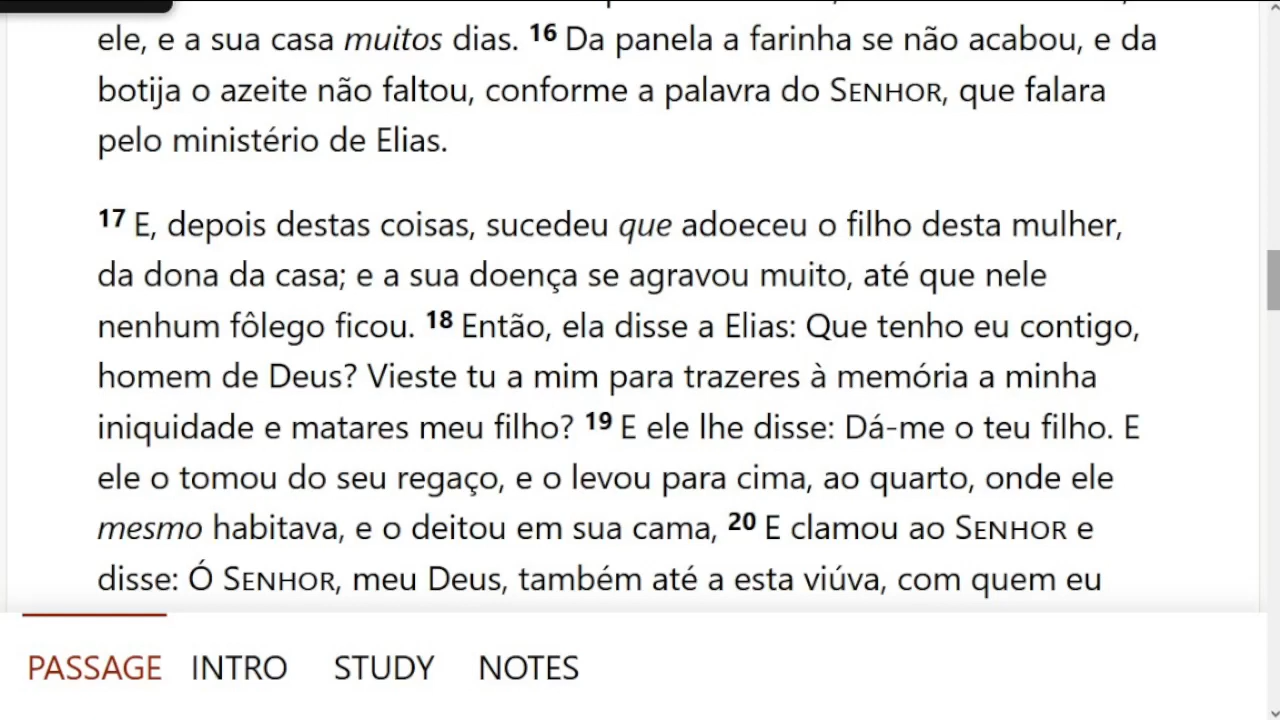 ele, e a sua casa muitos dias. 16 Da panela a farinha se não acabou, e da
botija o azeite não faltou, conforme a palavra do SENHOR, que falara
pelo ministério de Elias.
17 E, depois destas coisas, sucedeu que adoeceu o filho desta mulher,
da dona da casa; e a sua doença se agravou muito, até que nele
nenhum fôlego ficou. 18 Então, ela disse a Elias: Que tenho eu contigo,
homem de Deus? Vieste tu a mim para trazeres à memória a minha
iniquidade e matares meu filho? 19 E ele lhe disse: Dá-me o teu filho. E
ele o tomou do seu regaço, e o levou para cima, ao quarto, onde ele
mesmo habitava, e o deitou em sua cama, 20 E clamou ao SENHOR e
disse: Ó SENHOR, meu Deus, também até a esta viúva, com quem eu
PASSAGE INTRO STUDY NOTES